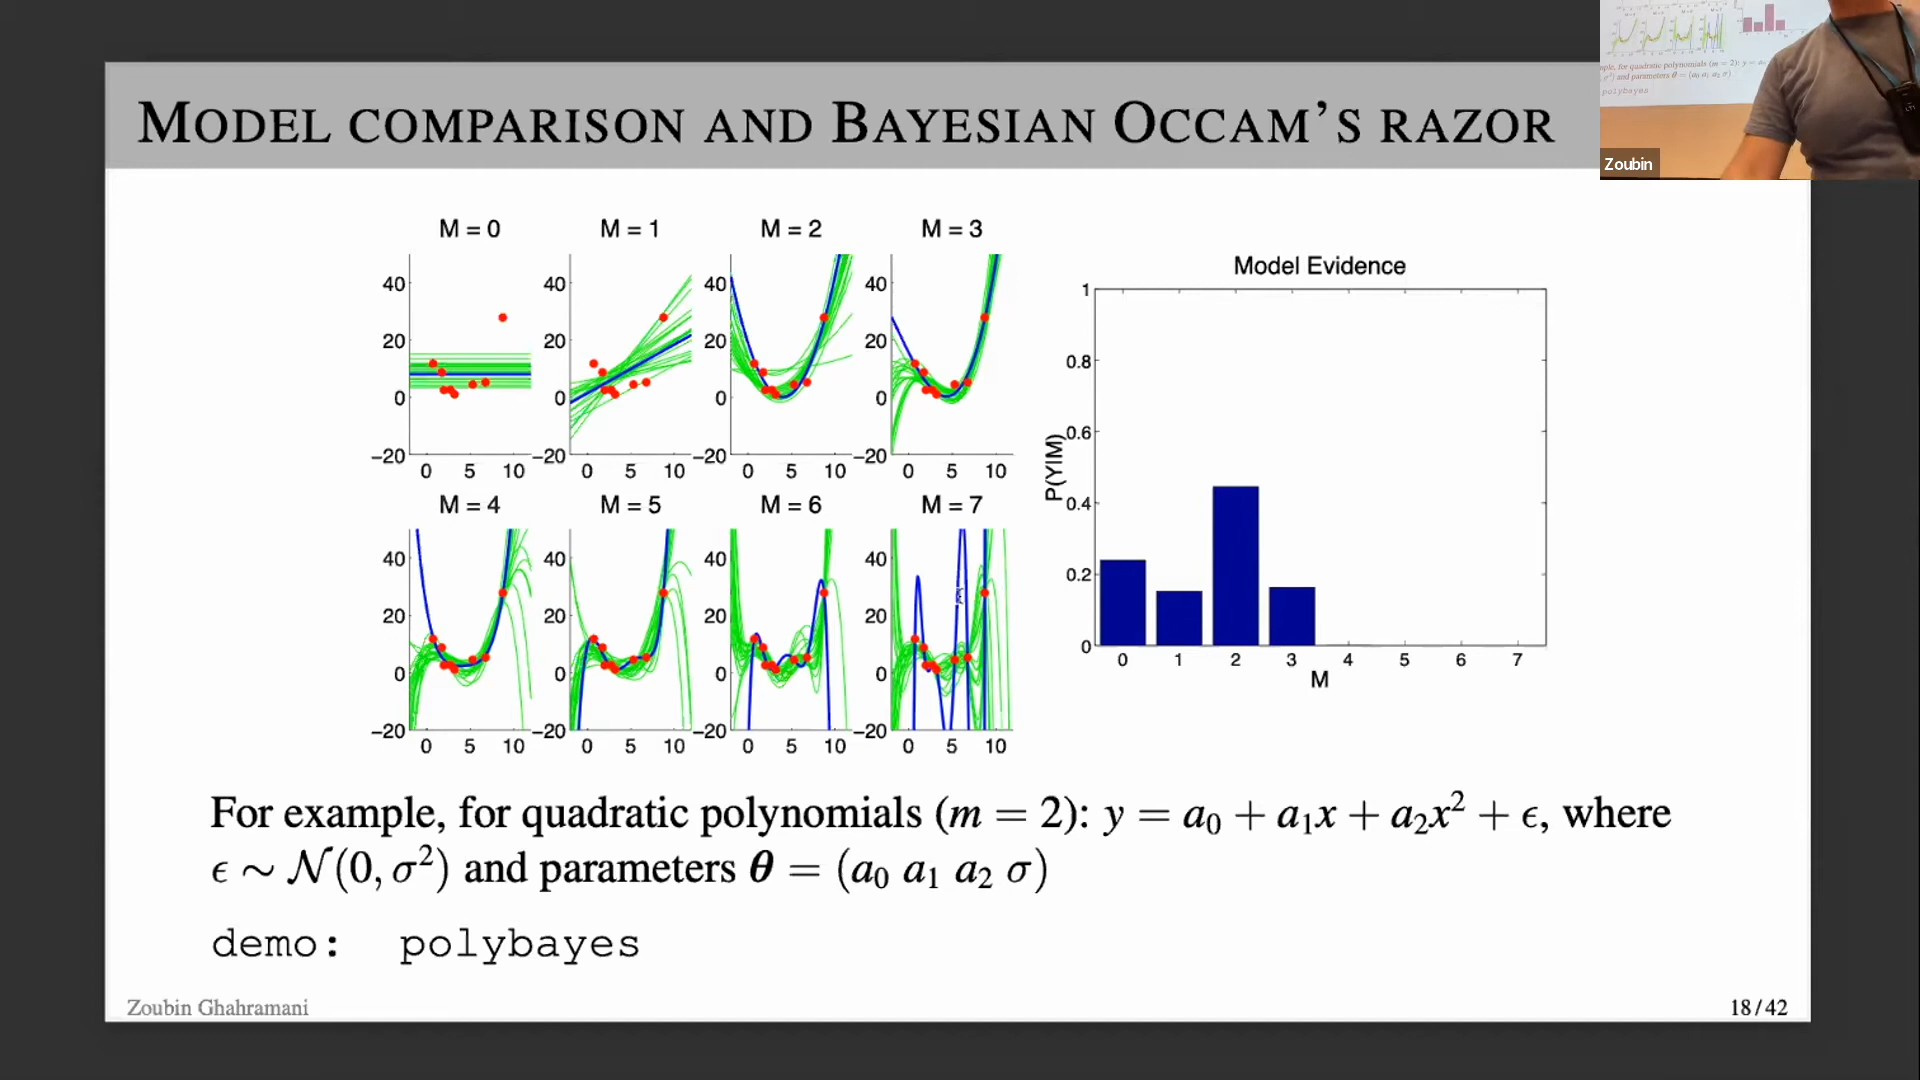 MODEL COMPARISON AND BAYESIAN OCCAM'S RAZOR
Zoubin
M = 0
M = 1
M = 2
M = 3
40
20
0
−20
0 5 10
40
20
0
−20
0 5 10
40
20
0
−20
0 5 10
40
20
0
−20
0 5 10
M = 4
M = 5
M = 6
M = 7
40
20
0
−20
0 5 10
40
20
0
−20
0 5 10
40
20
0
−20
0 5 10
40
20
0
−20
0 5 10
Model Evidence
1
0.8
0.6
0.4
0.2
0
P(Y|M)
0 1 2 3 4 5 6 7
M
For example, for quadratic polynomials (m = 2): y = a₀ + a₁x + a₂x² + ϵ, where
ϵ ∼ 𝒩(0, σ²) and parameters θ = (a₀ a₁ a₂ σ)
demo: polybayes
Zoubin Ghahramani
18 / 42